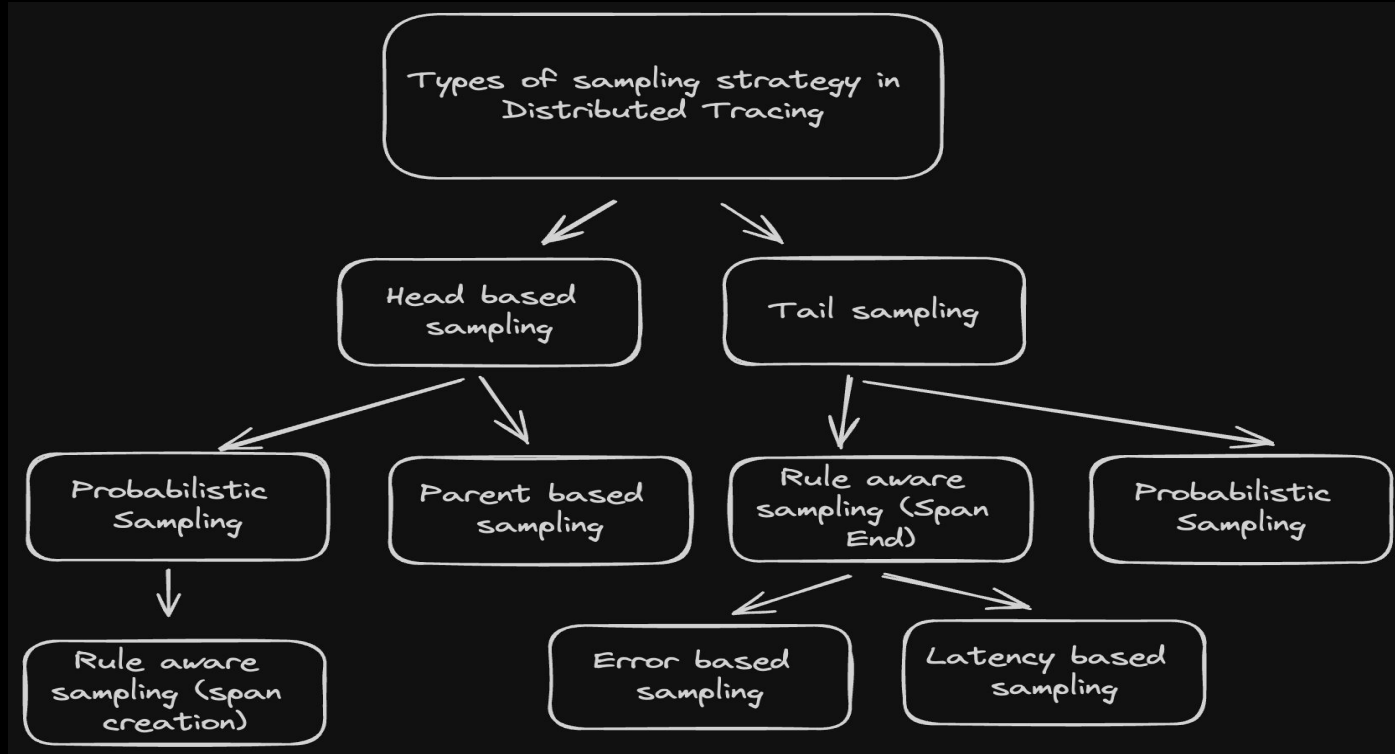 Types of sampling strategy in
Distributed Tracing
Head based
sampling
Tail sampling
Probabilistic
Sampling
Parent based
sampling
Rule aware
sampling (Span
End)
Probabilistic
Sampling
Rule aware
sampling (span
creation)
Error based
sampling
Latency based
sampling